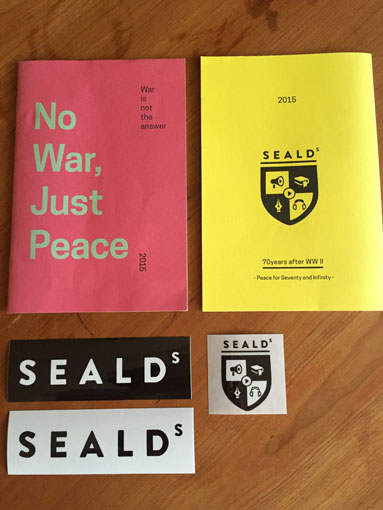 No
War,
Just
Peace
War
is
not
the
answer
2015
2015
SEALDs
70years after WW II
- Peace for Seventy and Infinity -
SEALDs
SEALDs
SEALDs